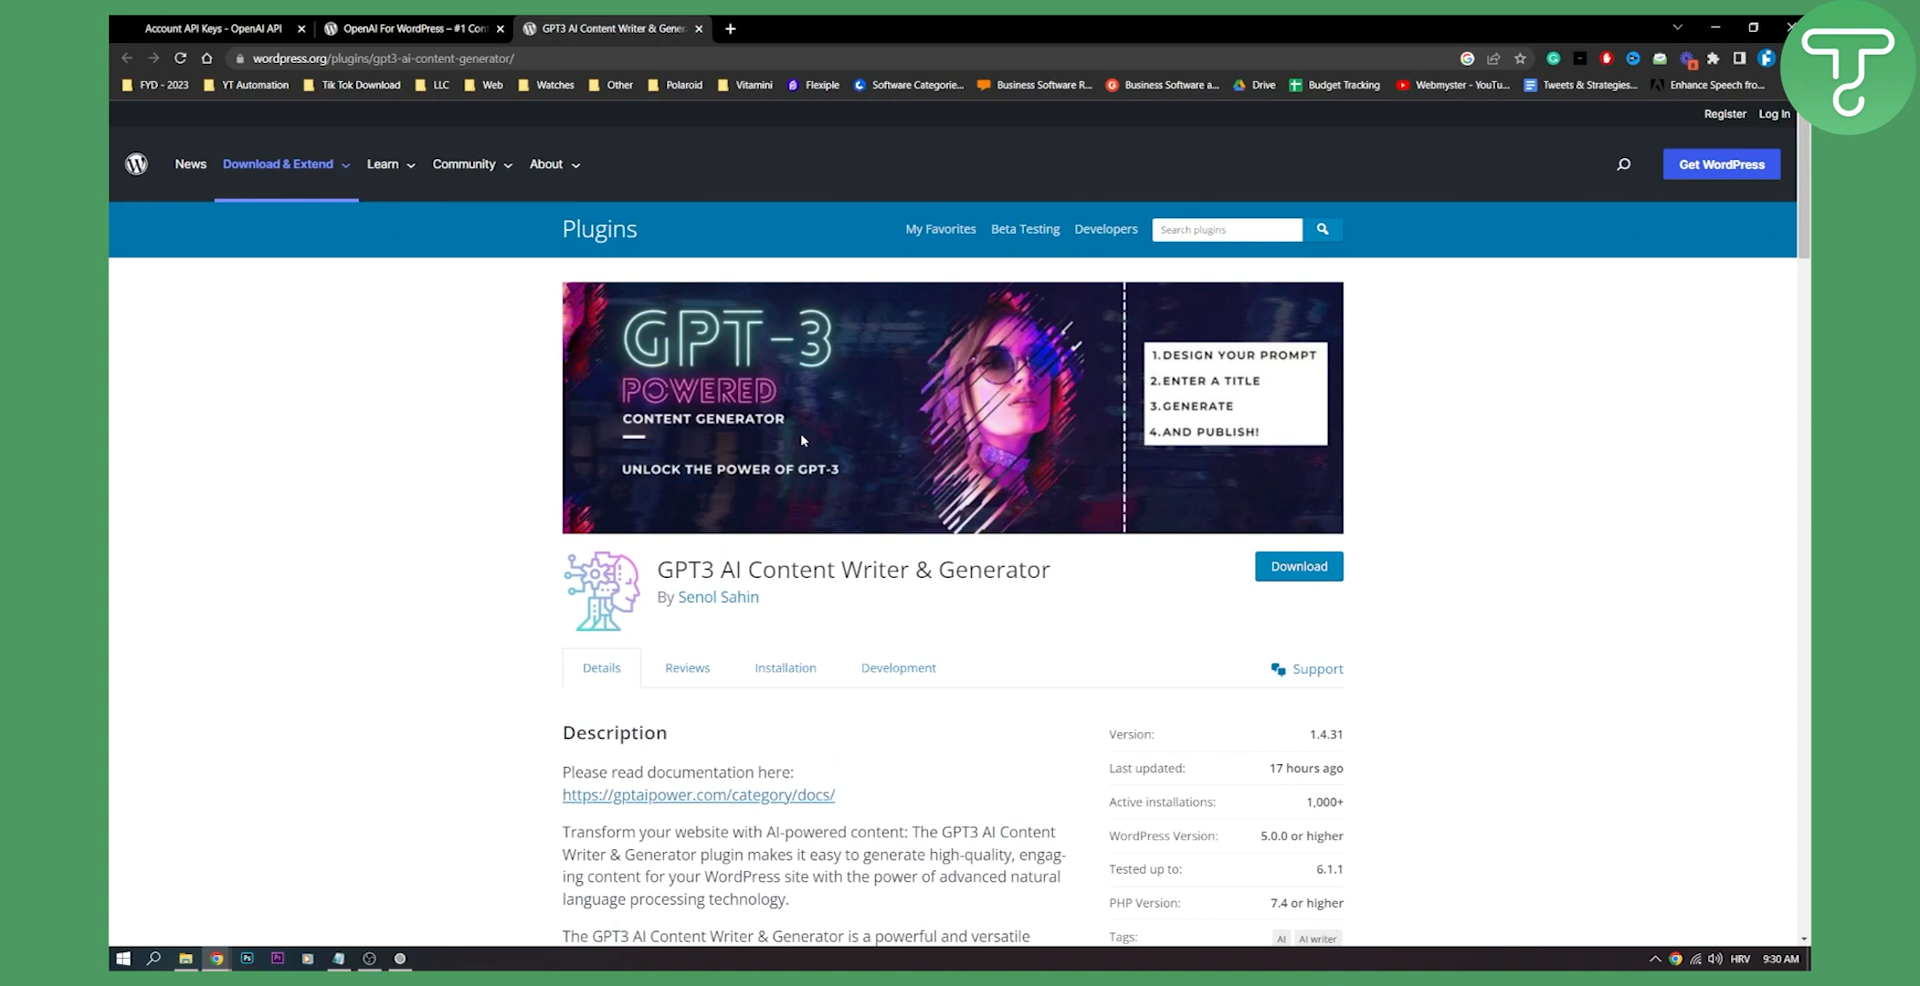 Account API Keys - OpenAI API
OpenAI For WordPress – #1 Con
GPT3 AI Content Writer & Gene
wordpress.org/plugins/gpt3-ai-content-generator/
FYD - 2023
YT Automation
Tik Tok Download
LLC
Web
Watches
Other
Polaroid
Vitamini
Flexiple
Software Categorie...
Business Software R...
Business Software a...
Drive
Budget Tracking
Webmyster - YouTu...
Tweets & Strategies...
Enhance Speech fro...
Register
Log In
News
Download & Extend
Learn
Community
About
Get WordPress
Plugins
My Favorites
Beta Testing
Developers
Search plugins
GPT-3
POWERED
CONTENT GENERATOR
UNLOCK THE POWER OF GPT-3
1.DESIGN YOUR PROMPT
2.ENTER A TITLE
3.GENERATE
4.AND PUBLISH!
GPT3 AI Content Writer & Generator
By Senol Sahin
Download
Details
Reviews
Installation
Development
Support
Description
Please read documentation here:
https://gptaipower.com/category/docs/
Transform your website with AI-powered content: The GPT3 AI Content
Writer & Generator plugin makes it easy to generate high-quality, engag-
ing content for your WordPress site with the power of advanced natural
language processing technology.
The GPT3 AI Content Writer & Generator is a powerful and versatile
Version: 1.4.31
Last updated: 17 hours ago
Active installations: 1,000+
WordPress Version: 5.0.0 or higher
Tested up to: 6.1.1
PHP Version: 7.4 or higher
Tags: AI AI writer
HRV
9:30 AM